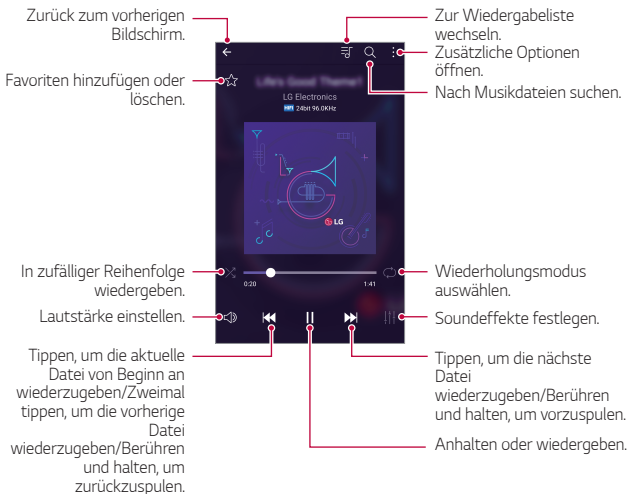 Zurück zum vorherigen
Bildschirm.
Favoriten hinzufügen oder
löschen.
In zufälliger Reihenfolge
wiedergeben.
Lautstärke einstellen.
Tippen, um die aktuelle
Datei von Beginn an
wiederzugeben/Zweimal
tippen, um die vorherige
Datei
wiederzugeben/Berühren
und halten, um
zurückzuspulen.
Life's Good Theme1
LG Electronics
HiFi 24bit 96.0KHz
LG
0:20
1:41
Zur Wiedergabeliste
wechseln.
Zusätzliche Optionen
öffnen.
Nach Musikdateien suchen.
Wiederholungsmodus
auswählen.
Soundeffekte festlegen.
Tippen, um die nächste
Datei
wiederzugeben/Berühren
und halten, um vorzuspulen.
Anhalten oder wiedergeben.